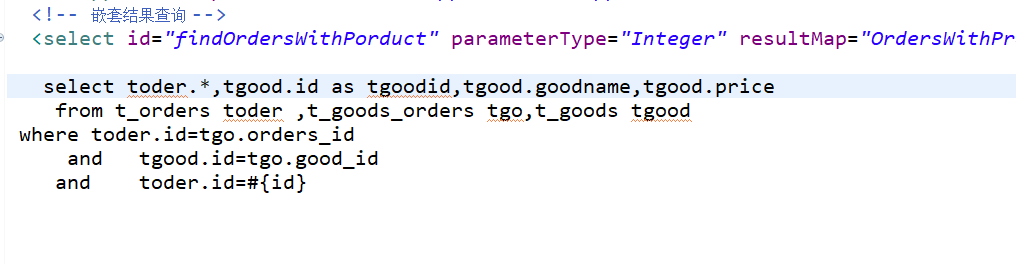 <!-- 嵌套结果查询 -->
<select id="findOrdersWithPorduct" parameterType="Integer" resultMap="OrdersWithPr
select toder.*,tgood.id as tgoodid,tgood.goodname,tgood.price
from t_orders toder ,t_goods_orders tgo,t_goods tgood
where toder.id=tgo.orders_id
and tgood.id=tgo.good_id
and toder.id=#{id}